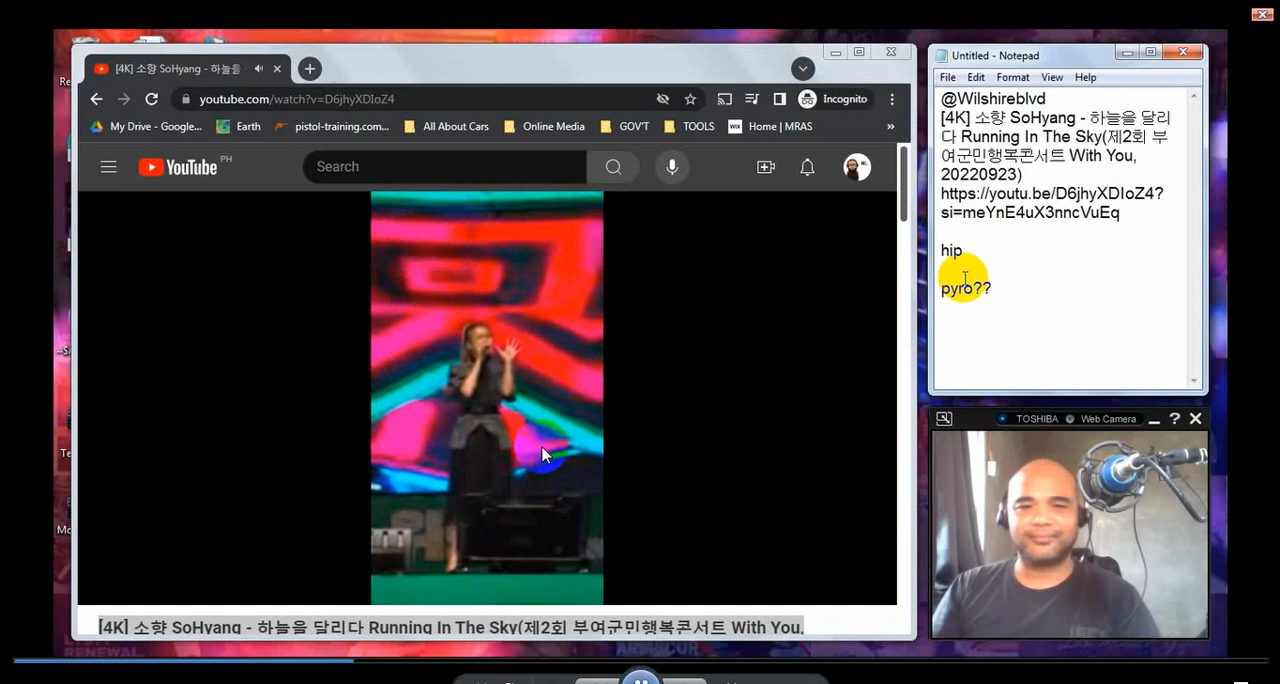 [4K] 소향 SoHyang - 하늘을
youtube.com/watch?v=D6jhyXDIoZ4
Incognito
My Drive - Google...
Earth
pistol-training.com...
All About Cars
Online Media
GOV'T
TOOLS
WIX
Home | MRAS
»
YouTube PH
Search
[4K] 소향 SoHyang - 하늘을 달리다 Running In The Sky(제2회 부여군민행복콘서트 With You,
Untitled - Notepad
File Edit Format View Help
@Wilshireblvd
[4K] 소향 SoHyang - 하늘을 달리
다 Running In The Sky(제2회 부
여군민행복콘서트 With You,
20220923)
https://youtu.be/D6jhyXDIoZ4?
si=meYnE4uX3nncVuEq
hip
pyro??
TOSHIBA Web Camera
RENEWAL
ARMACOR